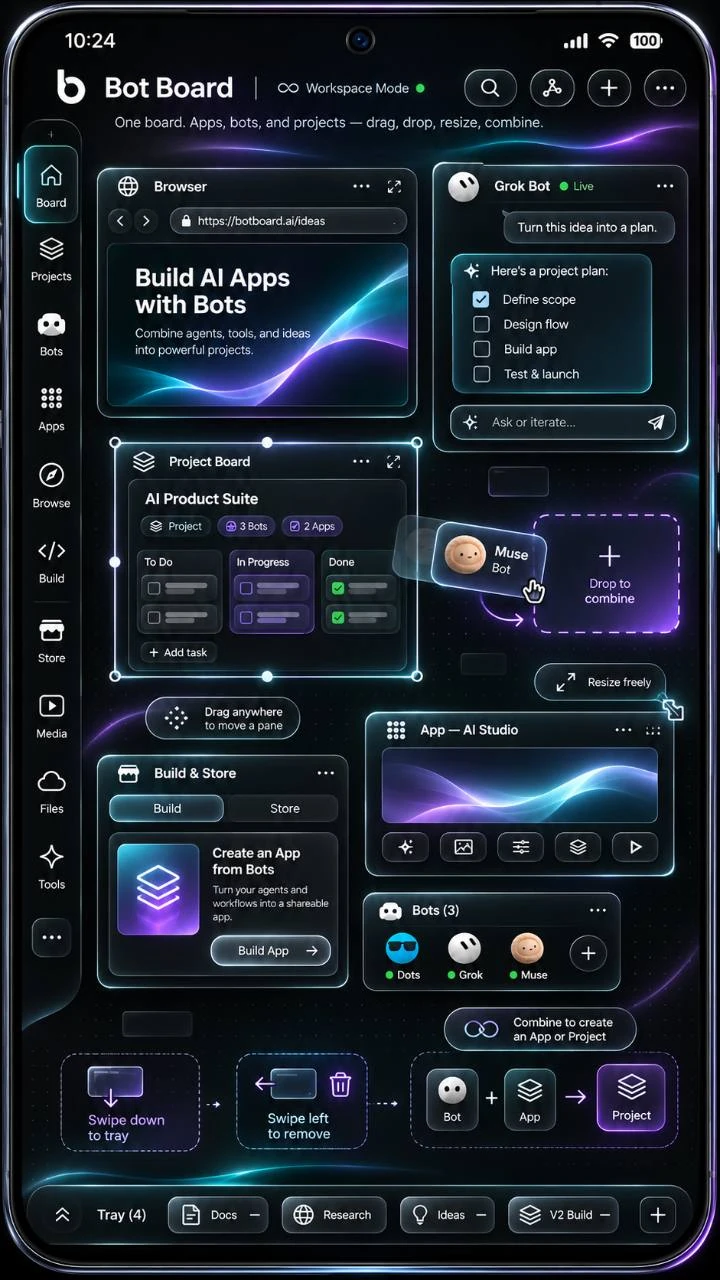 10:24
100
b Bot Board
Workspace Mode
One board. Apps, bots, and projects — drag, drop, resize, combine.
Board
Projects
Bots
Apps
Browse
Build
Store
Media
Files
Tools
Browser
https://botboard.ai/ideas
Build AI Apps
with Bots
Combine agents, tools, and ideas
into powerful projects.
Grok Bot
Live
Turn this idea into a plan.
Here's a project plan:
Define scope
Design flow
Build app
Test & launch
Ask or iterate...
Project Board
AI Product Suite
Project
3 Bots
2 Apps
To Do
In Progress
Done
+ Add task
Muse
Bot
Drop to
combine
Resize freely
Drag anywhere
to move a pane
Build & Store
Build
Store
Create an App
from Bots
Turn your agents and
workflows into a shareable
app.
Build App →
App — AI Studio
Bots (3)
Dots
Grok
Muse
Combine to create
an App or Project
Swipe down
to tray
Swipe left
to remove
Bot
+
App
→
Project
Tray (4)
Docs
Research
Ideas
V2 Build